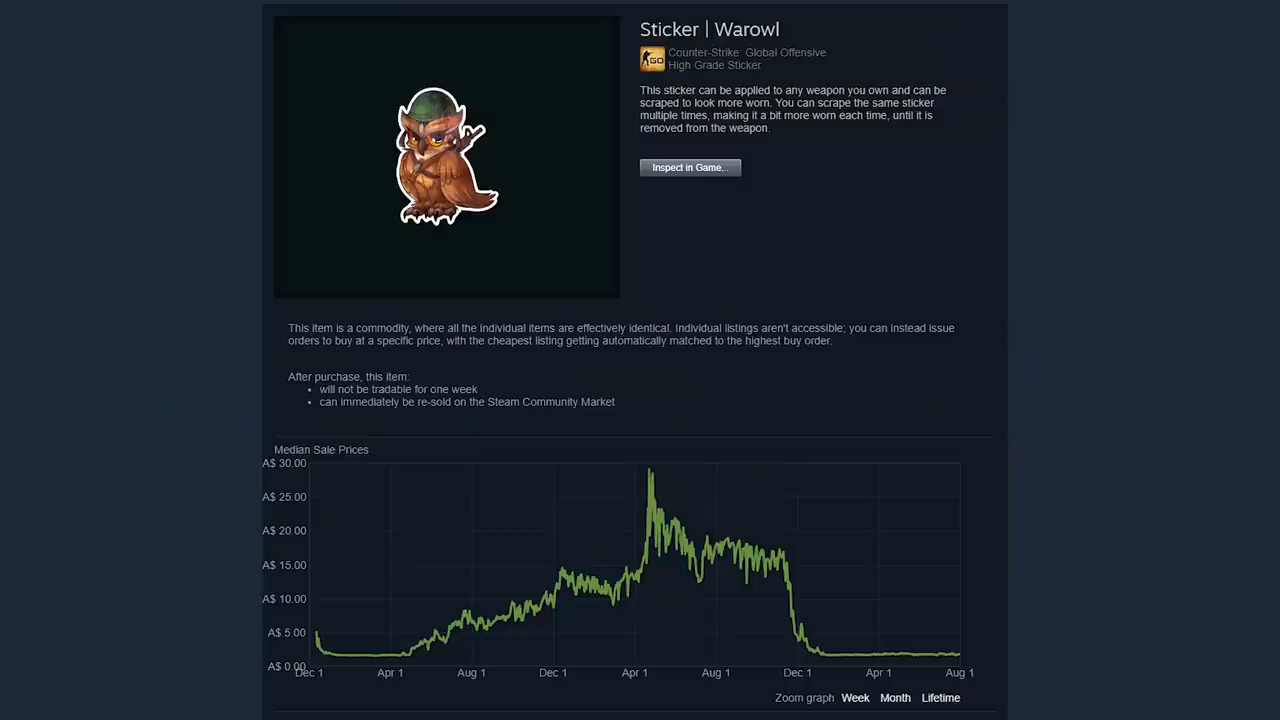 Sticker | Warowl
GO
Counter-Strike: Global Offensive
High Grade Sticker
This sticker can be applied to any weapon you own and can be
scraped to look more worn. You can scrape the same sticker
multiple times, making it a bit more worn each time, until it is
removed from the weapon.
Inspect in Game...
This item is a commodity, where all the individual items are effectively identical. Individual listings aren't accessible; you can instead issue
orders to buy at a specific price, with the cheapest listing getting automatically matched to the highest buy order.
After purchase, this item:
• will not be tradable for one week
• can immediately be re-sold on the Steam Community Market
Median Sale Prices
A$ 30.00
A$ 25.00
A$ 20.00
A$ 15.00
A$ 10.00
A$ 5.00
A$ 0.00
Dec 1 Apr 1 Aug 1 Dec 1 Apr 1 Aug 1 Dec 1 Apr 1 Aug 1
Zoom graph Week Month Lifetime